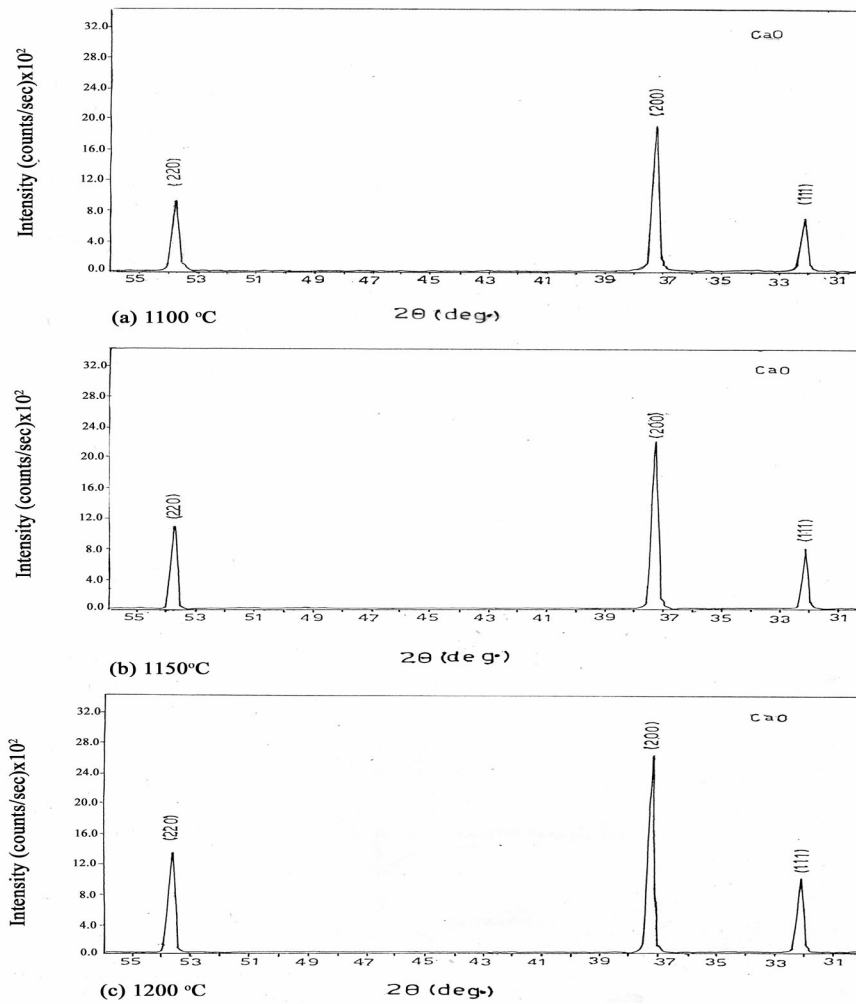 Intensity (counts/sec)x10²
32.0
28.0
24.0
20.0
16.0
12.0
8.0
4.0
0.0
CaO
(220)
(200)
(111)
55 53 51 49 47 45 43 41 39 37 35 33 31
(a) 1100 °C
2Θ (deg.)
Intensity (counts/sec)x10²
32.0
28.0
24.0
20.0
16.0
12.0
8.0
4.0
0.0
CaO
(220)
(200)
(111)
55 53 51 49 47 45 43 41 39 37 35 33 31
(b) 1150°C
2Θ (deg.)
Intensity (counts/sec)x10²
32.0
28.0
24.0
20.0
16.0
12.0
8.0
4.0
0.0
CaO
(220)
(200)
(111)
55 53 51 49 47 45 43 41 39 37 35 33 31
(c) 1200 °C
2Θ (deg.)